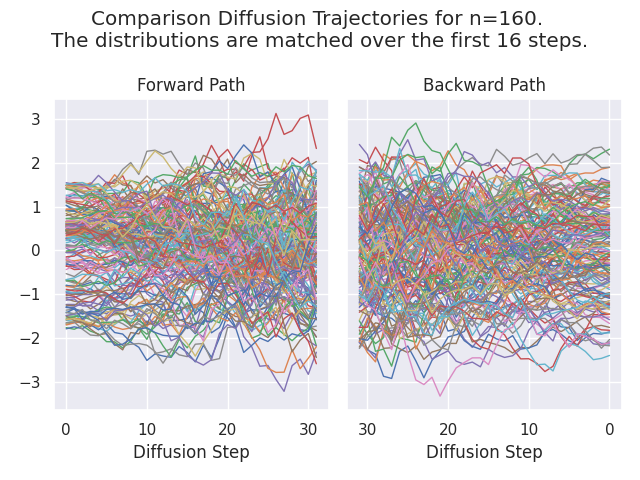 Comparison Diffusion Trajectories for n=160.
The distributions are matched over the first 16 steps.
Forward Path
Backward Path
3
2
1
0
−1
−2
−3
0 10 20 30
30 20 10 0
Diffusion Step
Diffusion Step